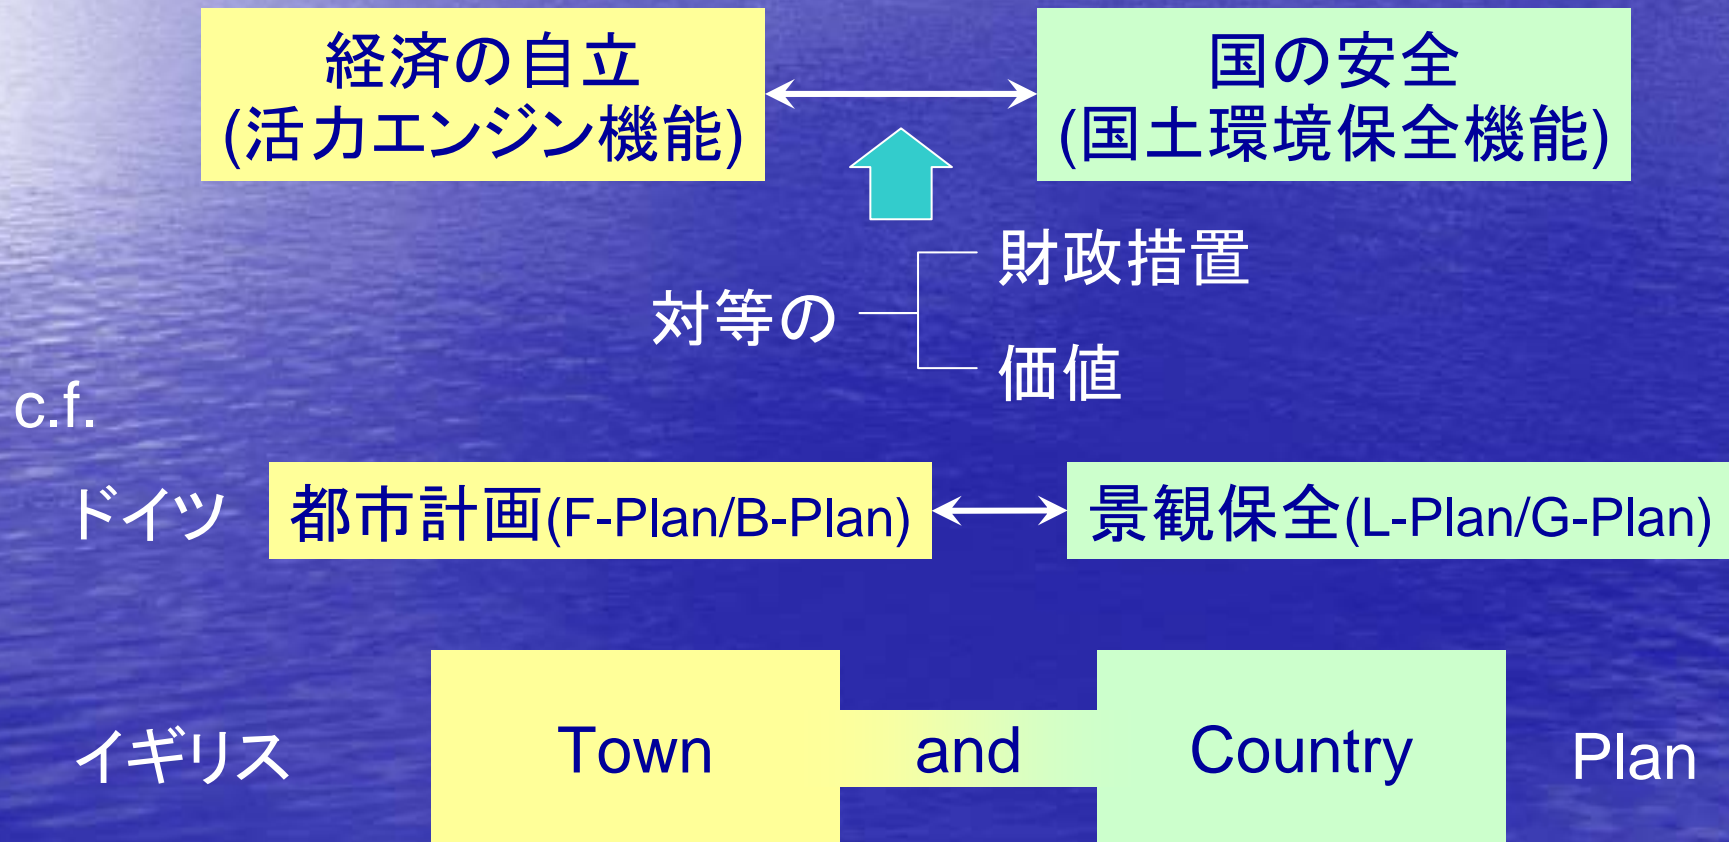 経済の自立
(活力エンジン機能)
国の安全
(国土環境保全機能)
対等の
財政措置
価値
c.f.
ドイツ
都市計画(F-Plan/B-Plan)
景観保全(L-Plan/G-Plan)
イギリス
Town and Country Plan